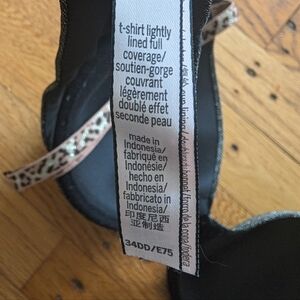 t-shirt lightly
lined full
coverage/
soutien-gorge
couvrant
légèrement
doublé effet
seconde peau
made in
Indonesia/
fabriqué en
Indonésie/
hecho en
Indonesia/
fabbricato in
Indonesia/
印度尼西
亚制造
34DD/E75